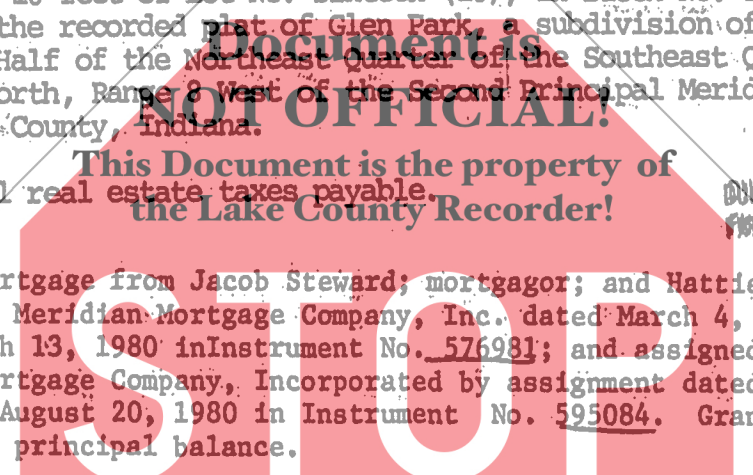 the recorded plat of Glen Park, a subdivision of
Document is
Half of the Northeast Quarter of the Southeast Q
orth, Range 8 West of the Second Principal Merid
NOT OFFICIAL!
County, Indiana.
This Document is the property of
l real estate taxes payable.
the Lake County Recorder!
STOP
rtgage from Jacob Steward; mortgagor; and Hattie
Meridian Mortgage Company, Inc. dated March 4,
h 13, 1980 inInstrument No. 576981; and assigned
rtgage Company, Incorporated by assignment dated
August 20, 1980 in Instrument No. 595084. Gran
principal balance.